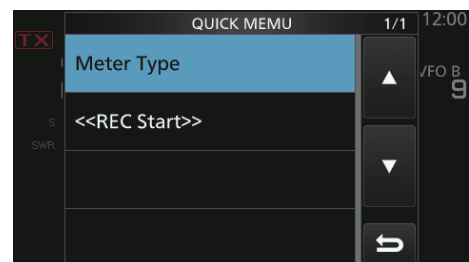 QUICK MEMU 1/1 12:00
TX
Meter Type
VFO B
9
<<REC Start>>
S
SWR